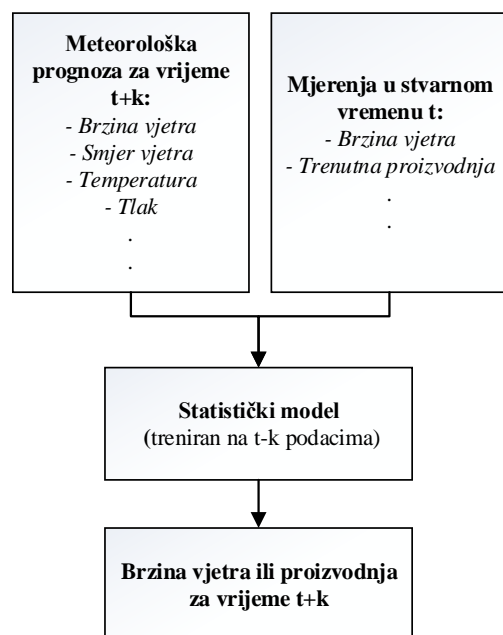 Meteorološka
prognoza za vrijeme
t+k:
- Brzina vjetra
- Smjer vjetra
- Temperatura
- Tlak
.
.
Mjerenja u stvarnom
vremenu t:
- Brzina vjetra
- Trenutna proizvodnja
.
.
Statistički model
(treniran na t-k podacima)
Brzina vjetra ili proizvodnja
za vrijeme t+k